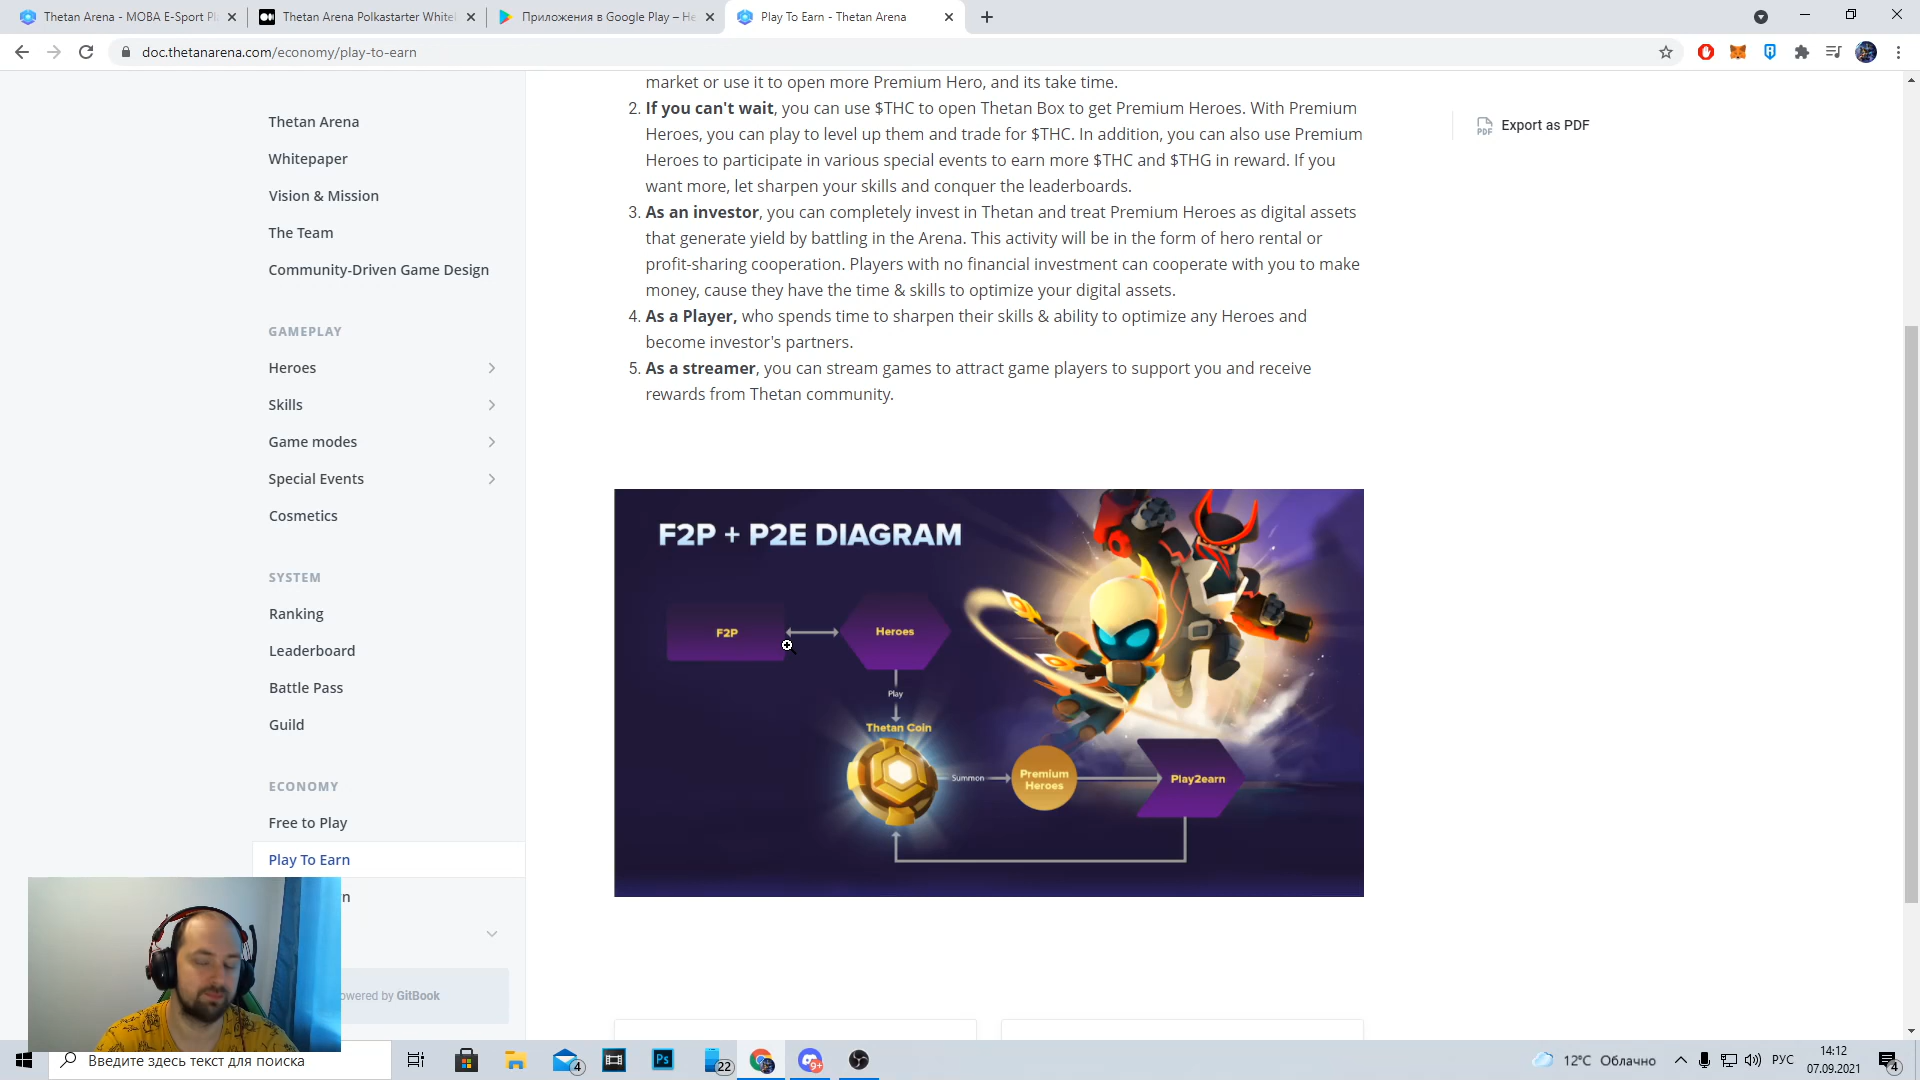 Thetan Arena - MOBA E-Sport Pl
Thetan Arena Polkastarter Whitel
Приложения в Google Play – He
Play To Earn - Thetan Arena
doc.thetanarena.com/economy/play-to-earn
Thetan Arena
Whitepaper
Vision & Mission
The Team
Community-Driven Game Design
GAMEPLAY
Heroes
Skills
Game modes
Special Events
Cosmetics
SYSTEM
Ranking
Leaderboard
Battle Pass
Guild
ECONOMY
Free to Play
Play To Earn
n
owered by GitBook
market or use it to open more Premium Hero, and its take time.
2. If you can't wait, you can use $THC to open Thetan Box to get Premium Heroes. With Premium
Heroes, you can play to level up them and trade for $THC. In addition, you can also use Premium
Heroes to participate in various special events to earn more $THC and $THG in reward. If you
want more, let sharpen your skills and conquer the leaderboards.
3. As an investor, you can completely invest in Thetan and treat Premium Heroes as digital assets
that generate yield by battling in the Arena. This activity will be in the form of hero rental or
profit-sharing cooperation. Players with no financial investment can cooperate with you to make
money, cause they have the time & skills to optimize your digital assets.
4. As a Player, who spends time to sharpen their skills & ability to optimize any Heroes and
become investor's partners.
5. As a streamer, you can stream games to attract game players to support you and receive
rewards from Thetan community.
F2P + P2E DIAGRAM
F2P
Heroes
Play
Thetan Coin
Summon
Premium
Heroes
Play2earn
PDF
Export as PDF
Введите здесь текст для поиска
4
Ps
22
9+
12°C Облачно
РУС
14:12
07.09.2021
4